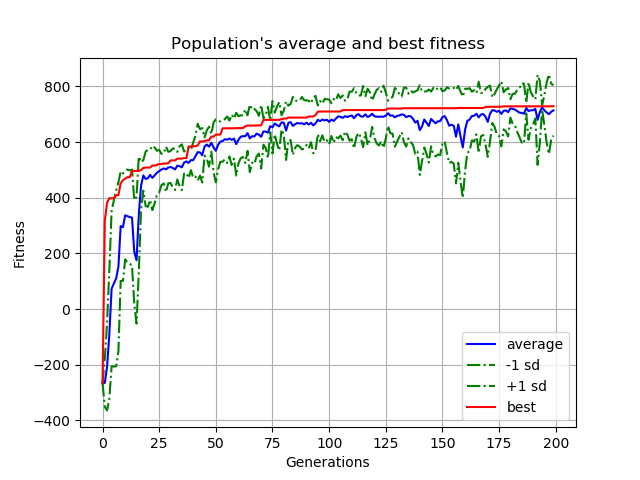 Population's average and best fitness
800
600
400
200
0
−200
−400
Fitness
0
25
50
75
100
125
150
175
200
Generations
average
-1 sd
+1 sd
best